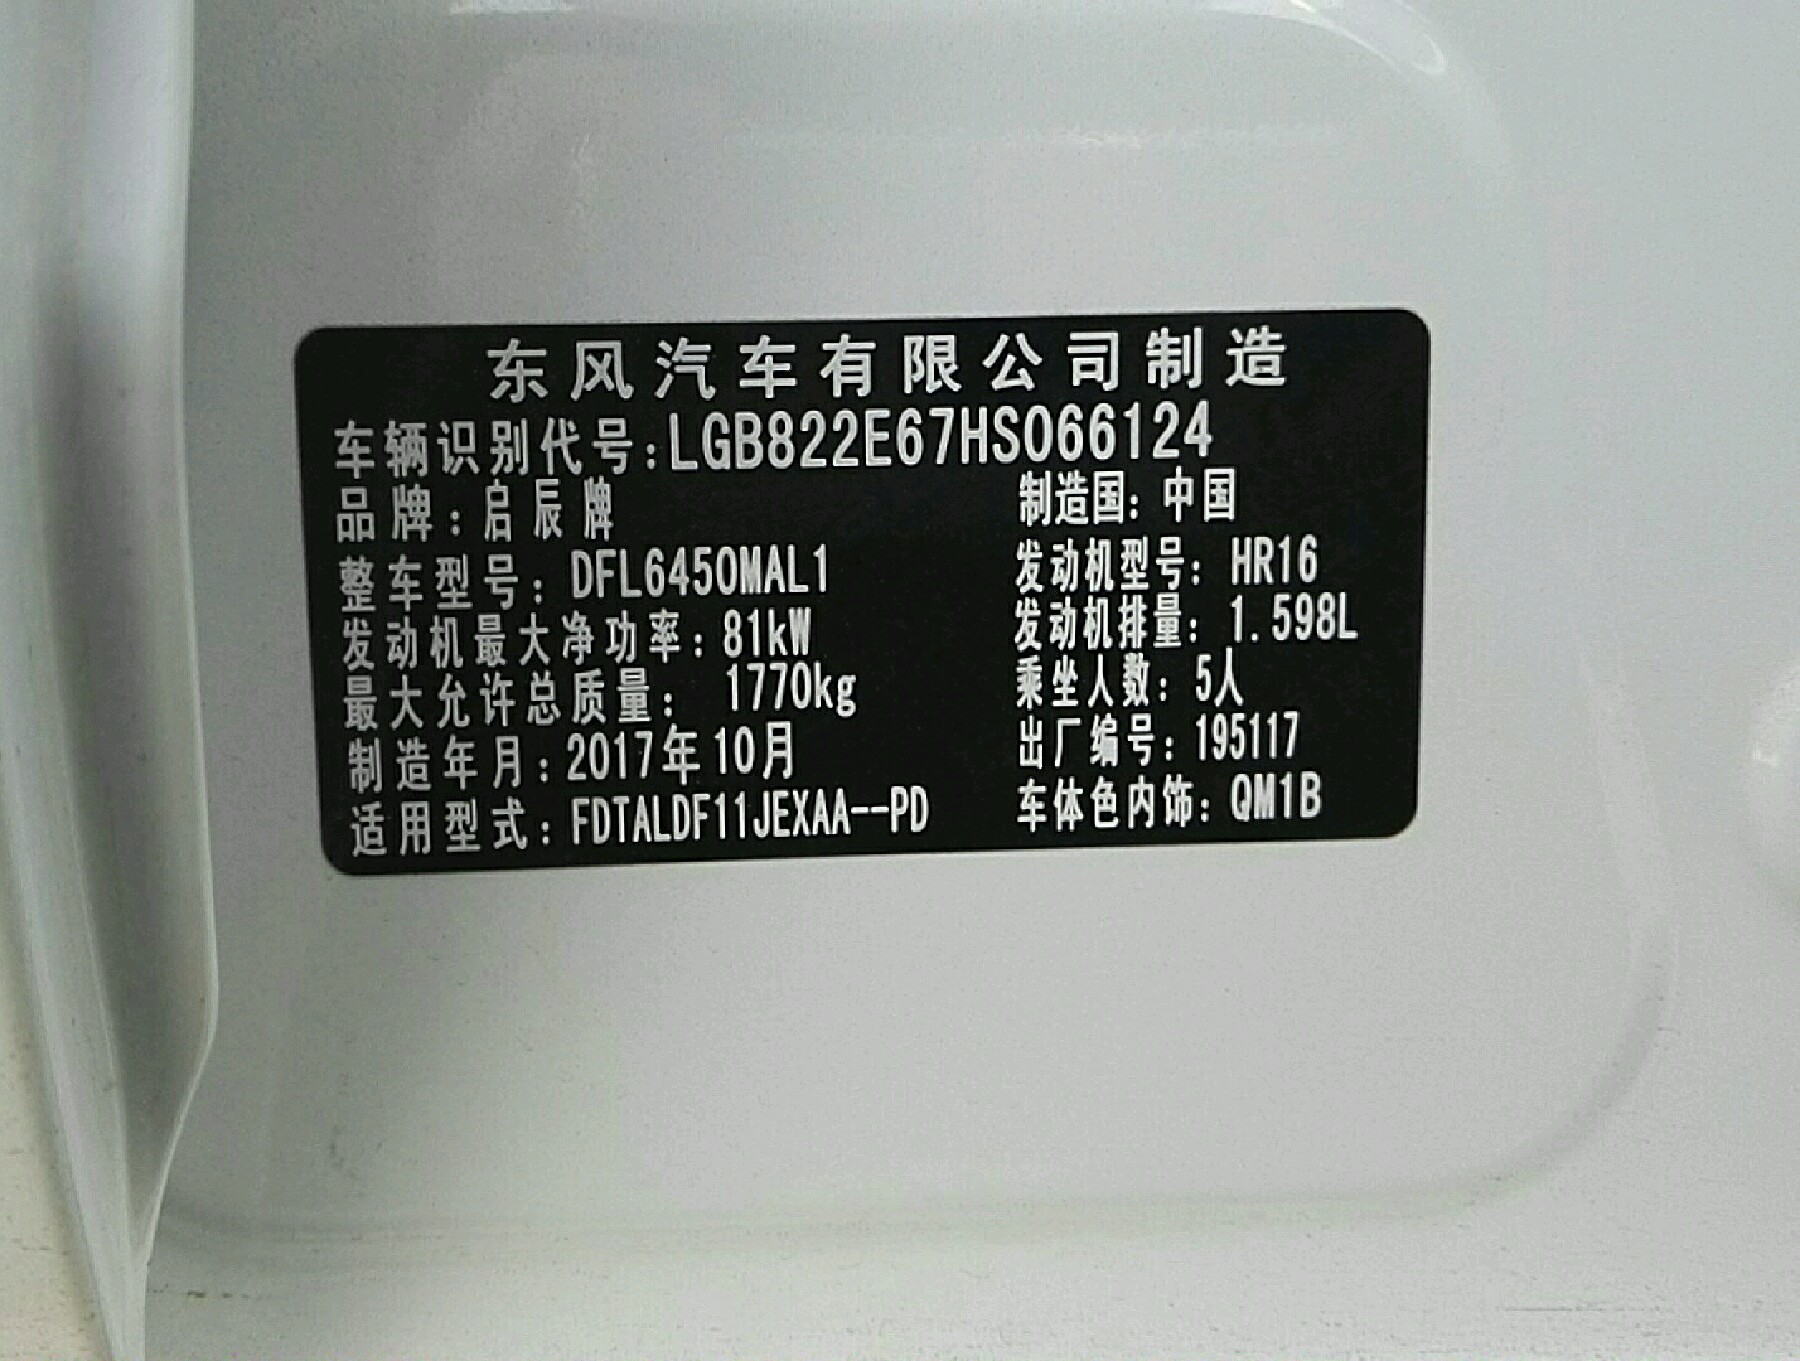 东风汽车有限公司制造
车辆识别代号:LGB822E67HS066124
品牌:启辰牌 制造国:中国
整车型号:DFL6450MAL1 发动机型号:HR16
发动机最大净功率:81kW 发动机排量:1.598L
最大允许总质量: 1770kg 乘坐人数:5人
制造年月:2017年10月 出厂编号:195117
适用型式:FDTALDF11JEXAA--PD 车体色内饰:QM1B